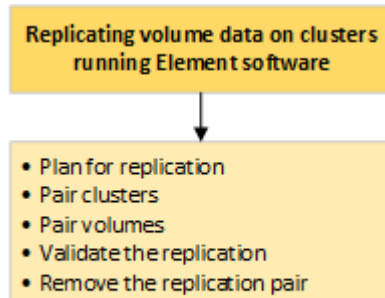 Replicating volume data on clusters
running Element software
• Plan for replication
• Pair clusters
• Pair volumes
• Validate the replication
• Remove the replication pair